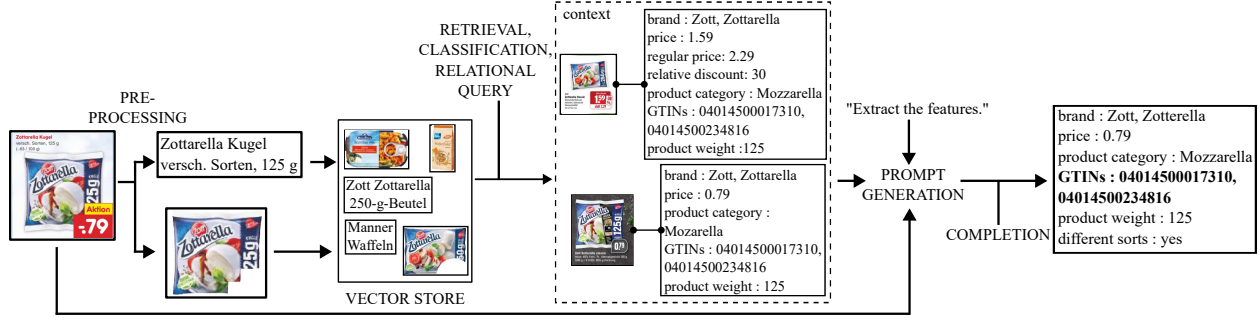 PRE-
PROCESSING
Zottarella Kugel
versch. Sorten, 125 g
Zottarella
125g
Aktion
-.79
Zottarella Kugel
versch. Sorten, 125 g
Zottarella
25g
Zott Zottarella
250-g-Beutel
Manner
Waffeln
VECTOR STORE
RETRIEVAL,
CLASSIFICATION,
RELATIONAL
QUERY
context
brand : Zott, Zottarella
price : 1.59
regular price: 2.29
relative discount: 30
product category : Mozzarella
GTINs : 04014500017310,
04014500234816
product weight :125
brand : Zott, Zottarella
price : 0.79
product category :
Mozarella
GTINs : 04014500017310,
04014500234816
product weight : 125
"Extract the features."
PROMPT
GENERATION
COMPLETION
brand : Zott, Zotterella
price : 0.79
product category : Mozzarella
GTINs : 04014500017310,
04014500234816
product weight : 125
different sorts : yes